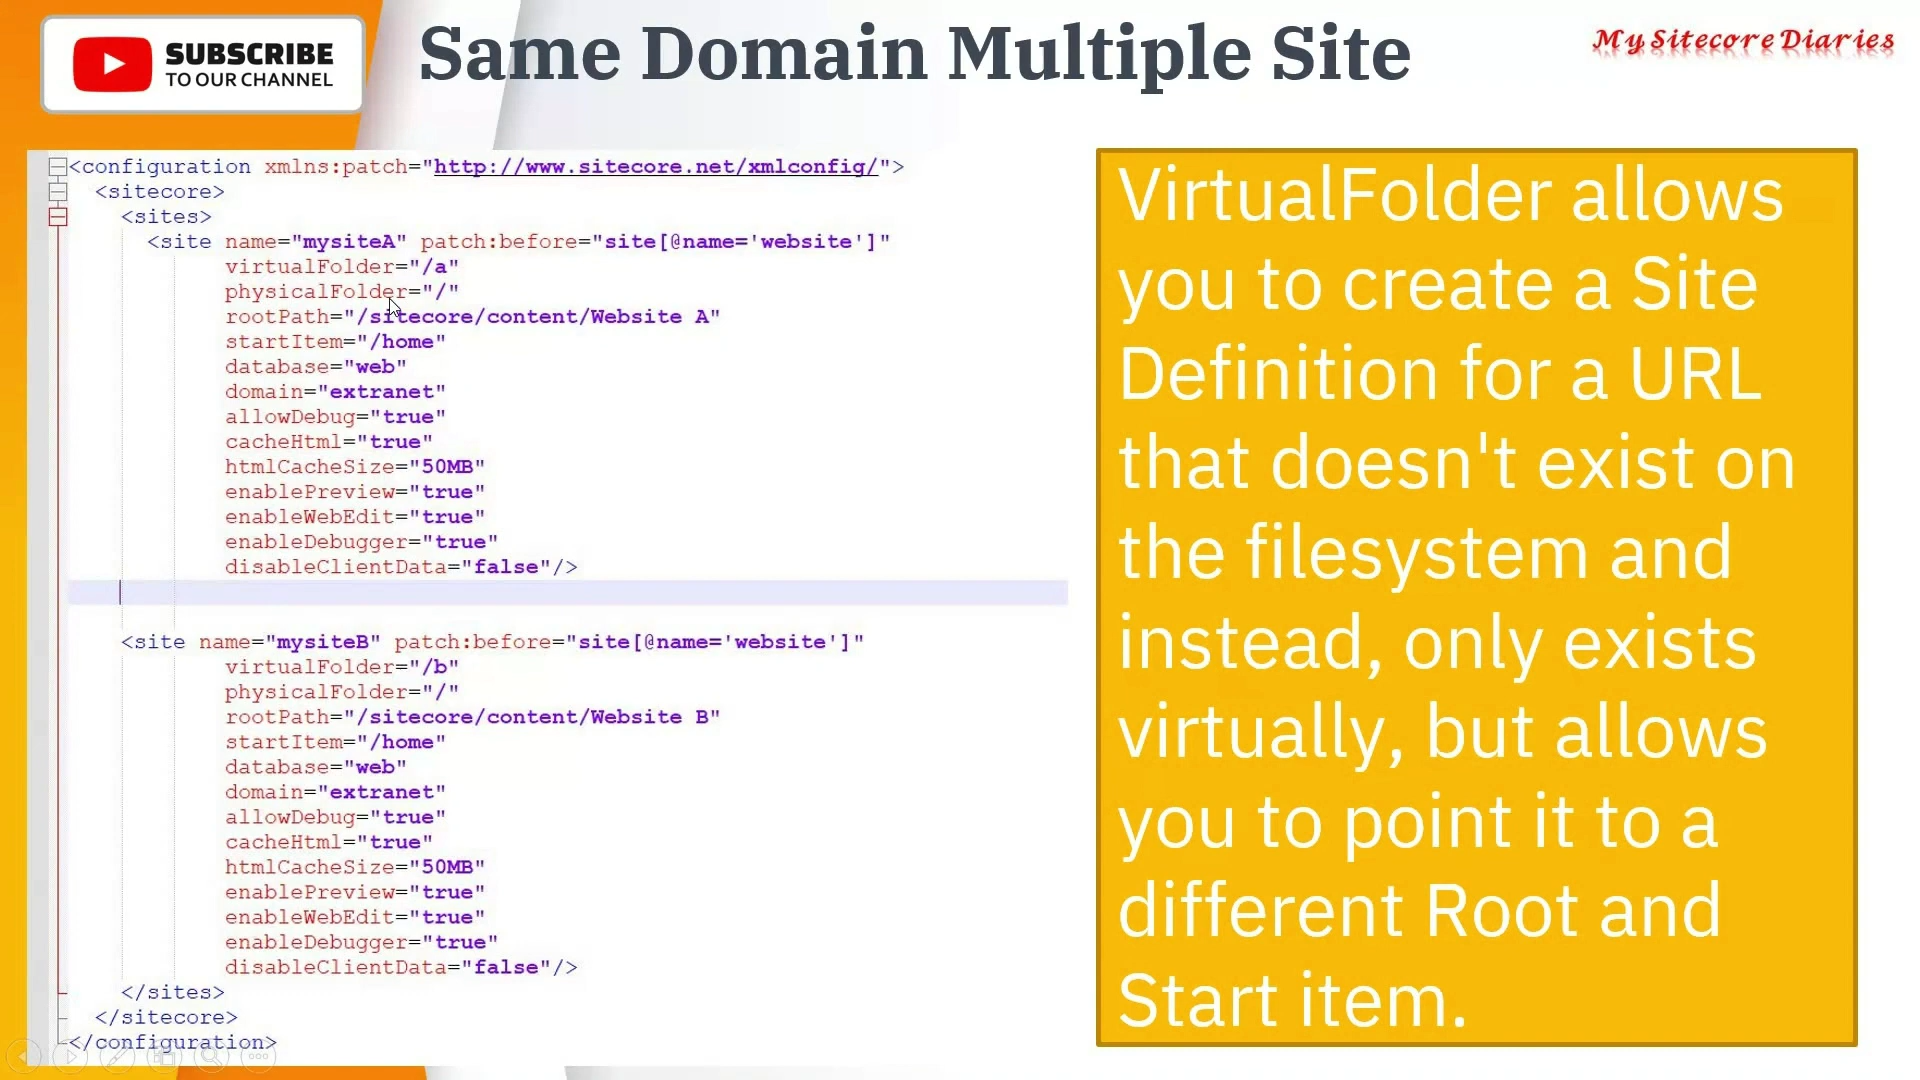 SUBSCRIBE
TO OUR CHANNEL
Same Domain Multiple Site
My Sitecore Diaries
<configuration xmlns:patch="http://www.sitecore.net/xmlconfig/">
<sitecore>
<sites>
<site name="mysiteA" patch:before="site[@name='website']"
virtualFolder="/a"
physicalFolder="/"
rootPath="/sitecore/content/Website A"
startItem="/home"
database="web"
domain="extranet"
allowDebug="true"
cacheHtml="true"
htmlCacheSize="50MB"
enablePreview="true"
enableWebEdit="true"
enableDebugger="true"
disableClientData="false"/>
<site name="mysiteB" patch:before="site[@name='website']"
virtualFolder="/b"
physicalFolder="/"
rootPath="/sitecore/content/Website B"
startItem="/home"
database="web"
domain="extranet"
allowDebug="true"
cacheHtml="true"
htmlCacheSize="50MB"
enablePreview="true"
enableWebEdit="true"
enableDebugger="true"
disableClientData="false"/>
</sites>
</sitecore>
</configuration>
VirtualFolder allows
you to create a Site
Definition for a URL
that doesn't exist on
the filesystem and
instead, only exists
virtually, but allows
you to point it to a
different Root and
Start item.